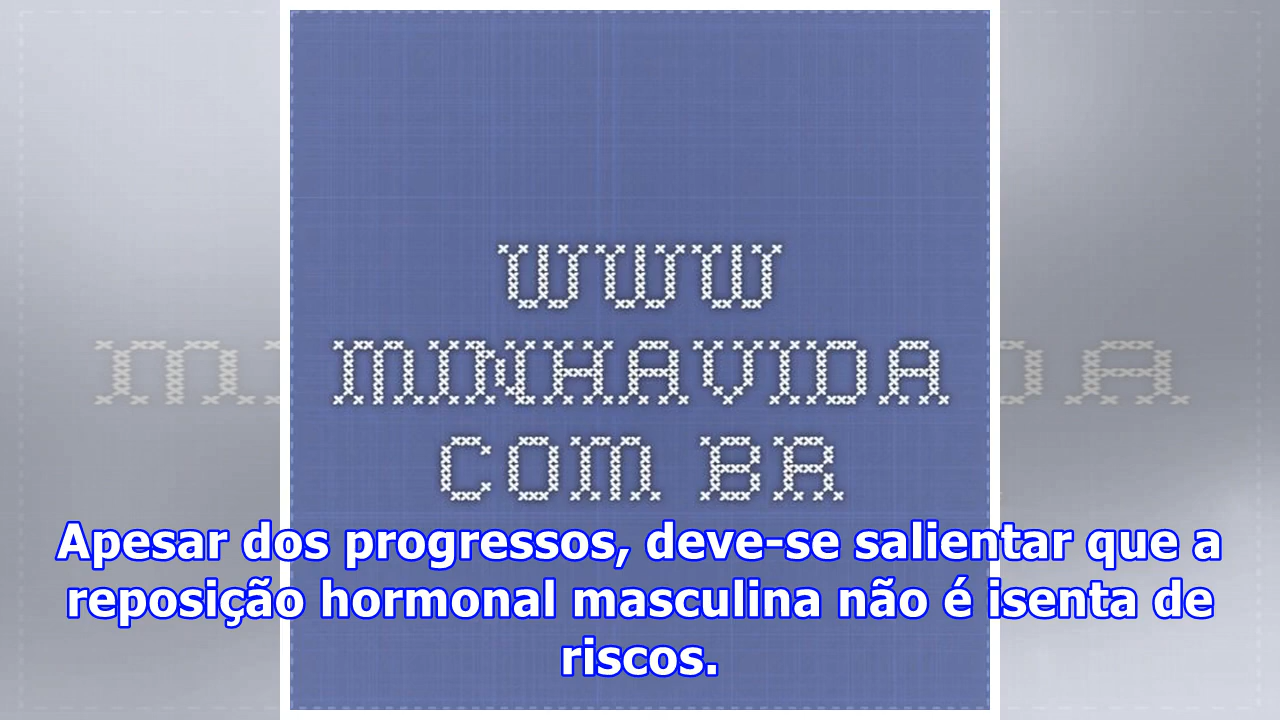 WWW
MINHAVIDA
COM BR
Apesar dos progressos, deve-se salientar que a
reposição hormonal masculina não é isenta de
riscos.